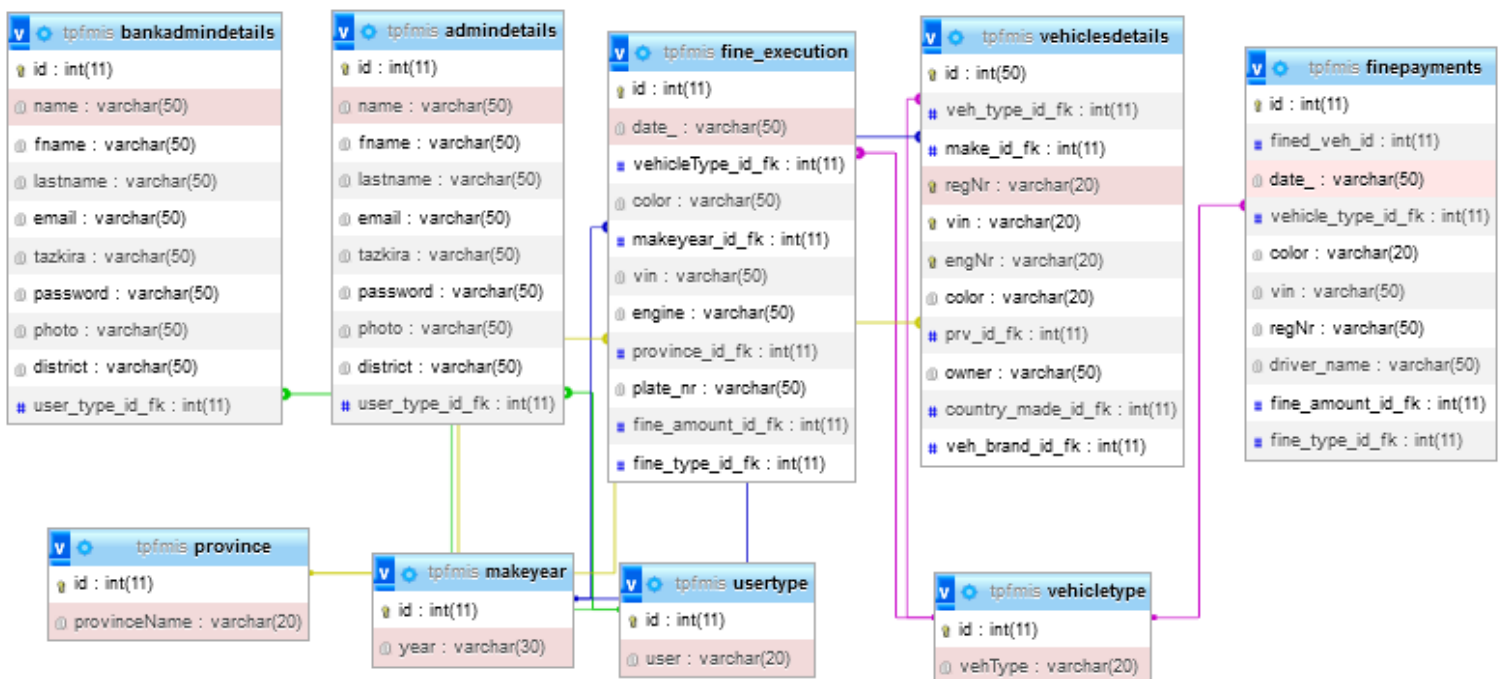 v tpfmis bankadmindetails
id : int(11)
name : varchar(50)
fname : varchar(50)
lastname : varchar(50)
email : varchar(50)
tazkira : varchar(50)
password : varchar(50)
photo : varchar(50)
district : varchar(50)
# user_type_id_fk : int(11)
v tpfmis admindetails
id : int(11)
name : varchar(50)
fname : varchar(50)
lastname : varchar(50)
email : varchar(50)
tazkira : varchar(50)
password : varchar(50)
photo : varchar(50)
district : varchar(50)
# user_type_id_fk : int(11)
v tpfmis fine_execution
id : int(11)
date_ : varchar(50)
# vehicleType_id_fk : int(11)
color : varchar(50)
# makeyear_id_fk : int(11)
vin : varchar(50)
engine : varchar(50)
# province_id_fk : int(11)
plate_nr : varchar(50)
# fine_amount_id_fk : int(11)
# fine_type_id_fk : int(11)
v tpfmis vehiclesdetails
id : int(50)
# veh_type_id_fk : int(11)
# make_id_fk : int(11)
regNr : varchar(20)
vin : varchar(20)
engNr : varchar(20)
color : varchar(20)
# prv_id_fk : int(11)
owner : varchar(50)
# country_made_id_fk : int(11)
# veh_brand_id_fk : int(11)
v tpfmis finepayments
id : int(11)
# fined_veh_id : int(11)
date_ : varchar(50)
# vehicle_type_id_fk : int(11)
color : varchar(20)
vin : varchar(50)
regNr : varchar(50)
driver_name : varchar(50)
# fine_amount_id_fk : int(11)
# fine_type_id_fk : int(11)
v tpfmis province
id : int(11)
provinceName : varchar(20)
v tpfmis makeyear
id : int(11)
year : varchar(30)
v tpfmis usertype
id : int(11)
user : varchar(20)
v tpfmis vehicletype
id : int(11)
vehType : varchar(20)